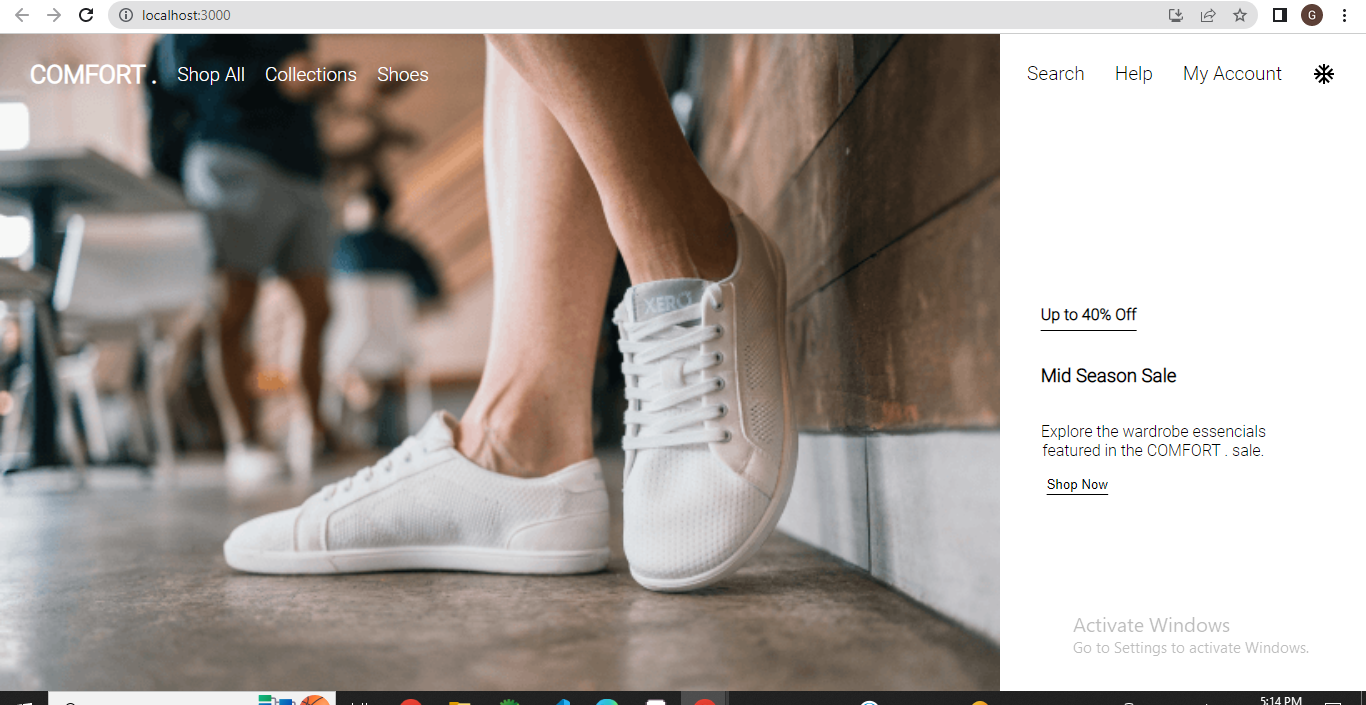 localhost:3000
G
COMFORT . Shop All Collections Shoes
Search Help My Account
XERO
Up to 40% Off
Mid Season Sale
Explore the wardrobe essencials
featured in the COMFORT . sale.
Shop Now
Activate Windows
Go to Settings to activate Windows.
5:14 PM